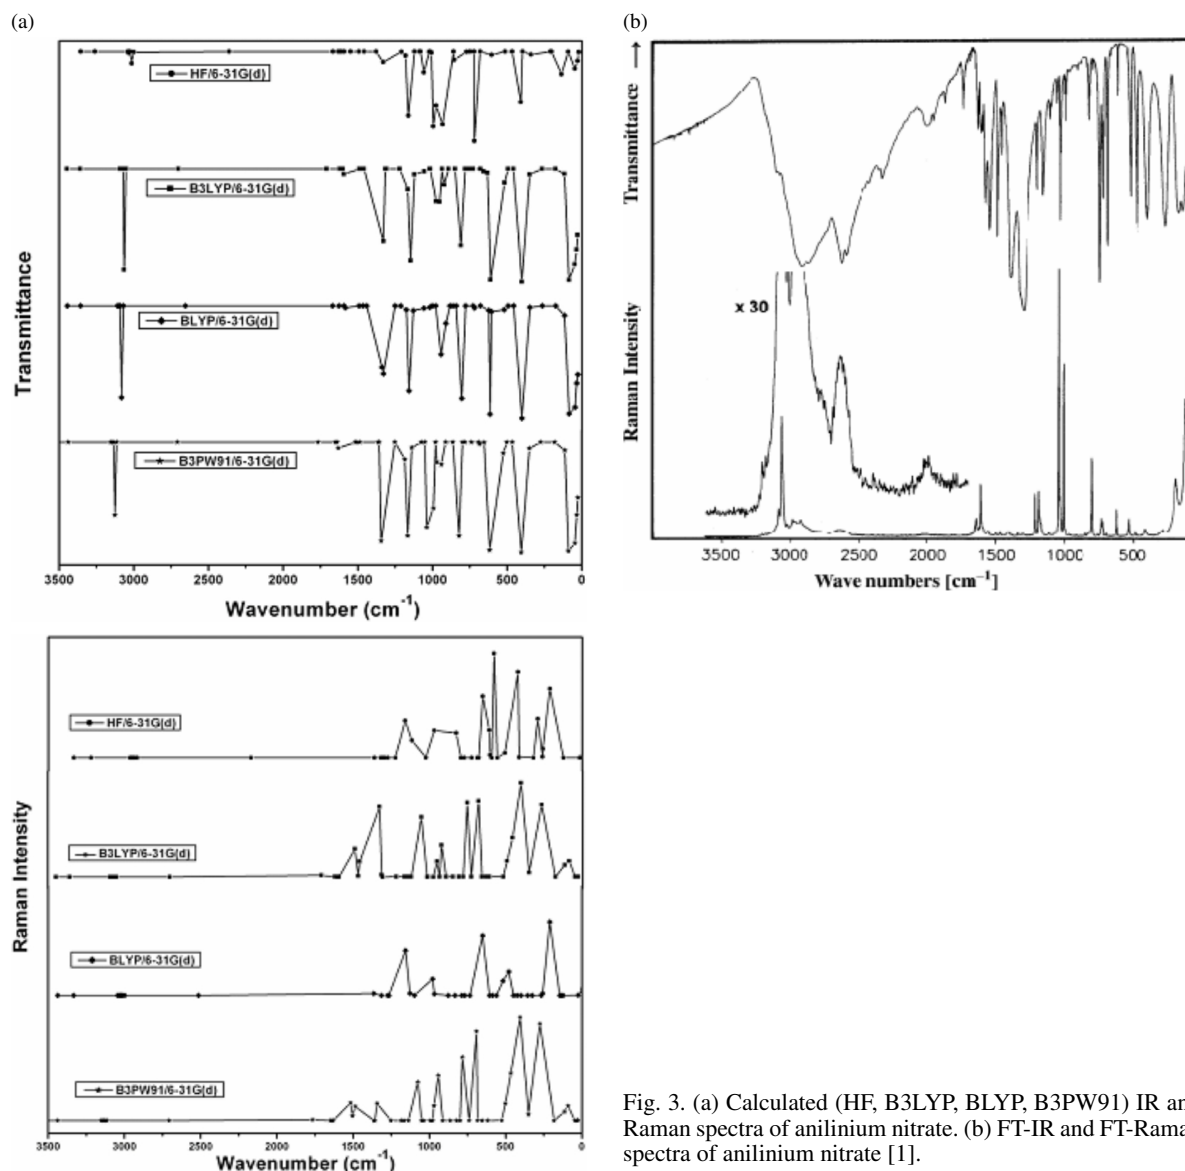 (a)
HF/6-31G(d)
B3LYP/6-31G(d)
BLYP/6-31G(d)
B3PW91/6-31G(d)
Transmittance
3500 3000 2500 2000 1500 1000 500 0
Wavenumber (cm-1)
HF/6-31G(d)
B3LYP/6-31G(d)
BLYP/6-31G(d)
B3PW91/6-31G(d)
Raman Intensity
3500 3000 2500 2000 1500 1000 500 0
Wavenumber (cm-1)
(b)
Transmittance →
Raman Intensity
x 30
3500 3000 2500 2000 1500 1000 500
Wave numbers [cm−1]
Fig. 3. (a) Calculated (HF, B3LYP, BLYP, B3PW91) IR an
Raman spectra of anilinium nitrate. (b) FT-IR and FT-Rama
spectra of anilinium nitrate [1].